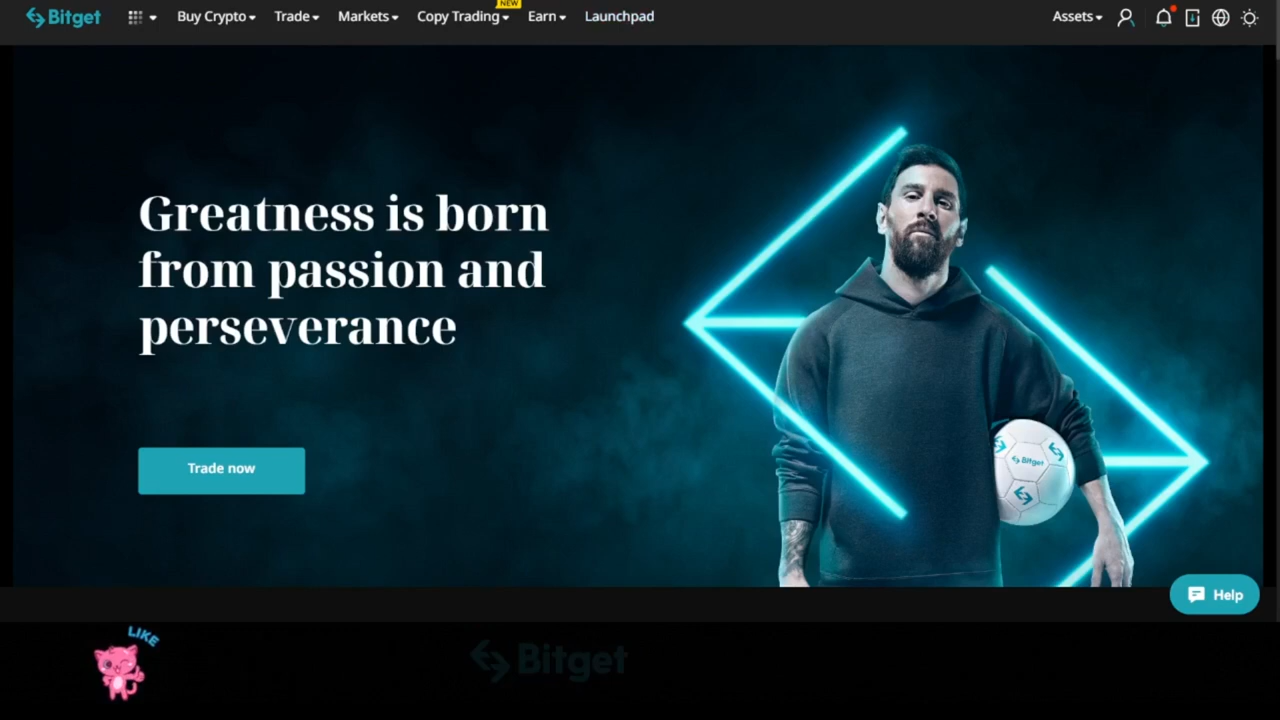 Bitget
Buy Crypto
Trade
Markets
Copy Trading
NEW
Earn
Launchpad
Assets
Greatness is born
from passion and
perseverance
Trade now
Bitget
Help
LIKE
Bitget